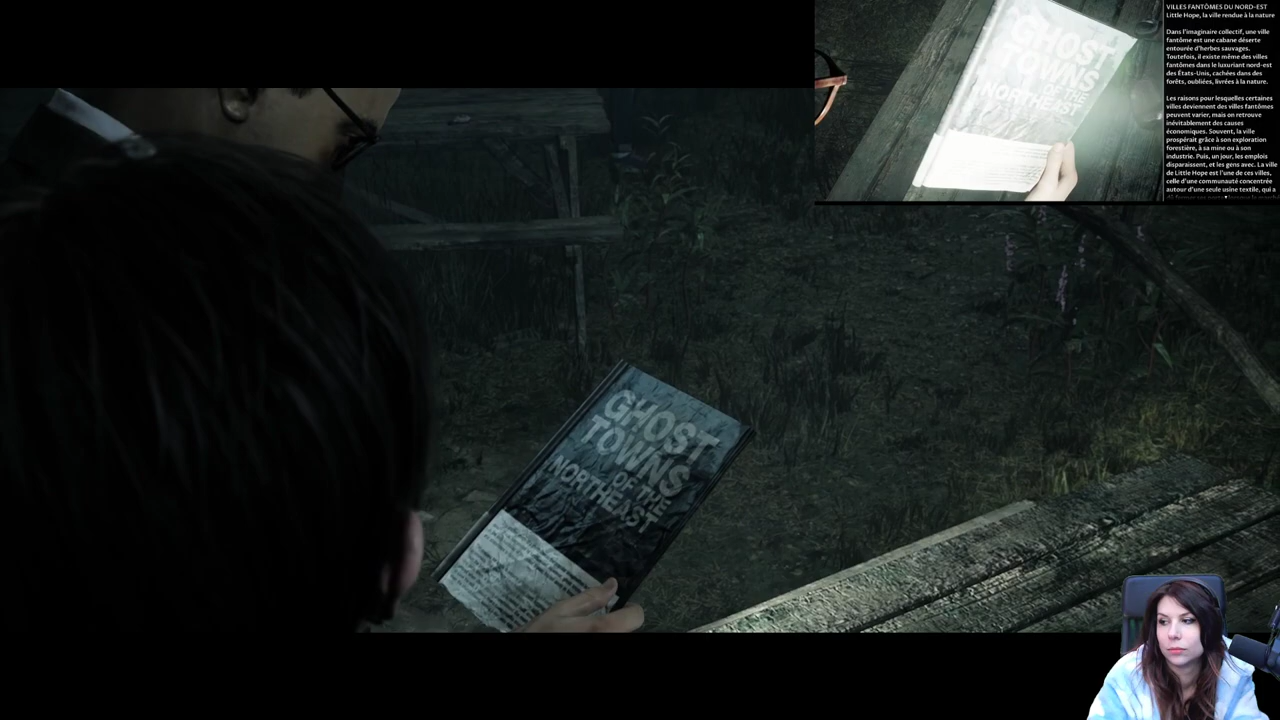 VILLES FANTÔMES DU NORD-EST
Little Hope, la ville rendue à la nature
Dans l'imaginaire collectif, une ville
fantôme est une cabane déserte
entourée d'herbes sauvages.
Toutefois, il existe même des villes
fantômes dans le luxuriant nord-est
des États-Unis, cachées dans des
forêts, oubliées, livrées à la nature.
Les raisons pour lesquelles certaines
villes deviennent des villes fantômes
peuvent varier, mais on retrouve
inévitablement des causes
économiques. Souvent, la ville
prospérait grâce à son exploration
forestière, à sa mine ou à son
industrie. Puis, un jour, les emplois
disparaissent, et les gens avec. La ville
de Little Hope est l'une de ces villes,
celle d'une communauté concentrée
autour d'une seule usine textile, qui a
GHOST
TOWNS
OF THE
NORTHEAST
GHOST
TOWNS
OF THE
NORTHEAST